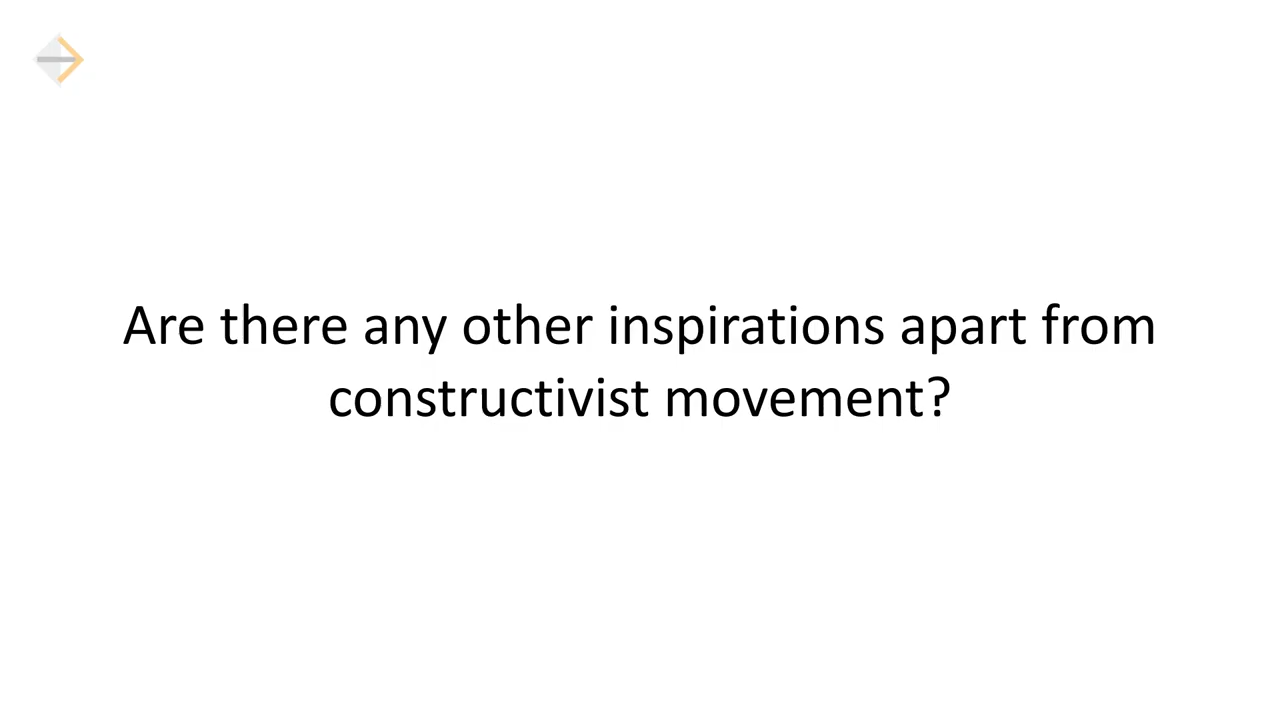 Are there any other inspirations apart from
constructivist movement?